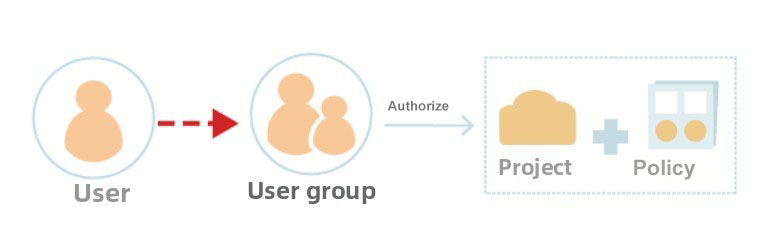 Authorize
User
User group
Project
Policy